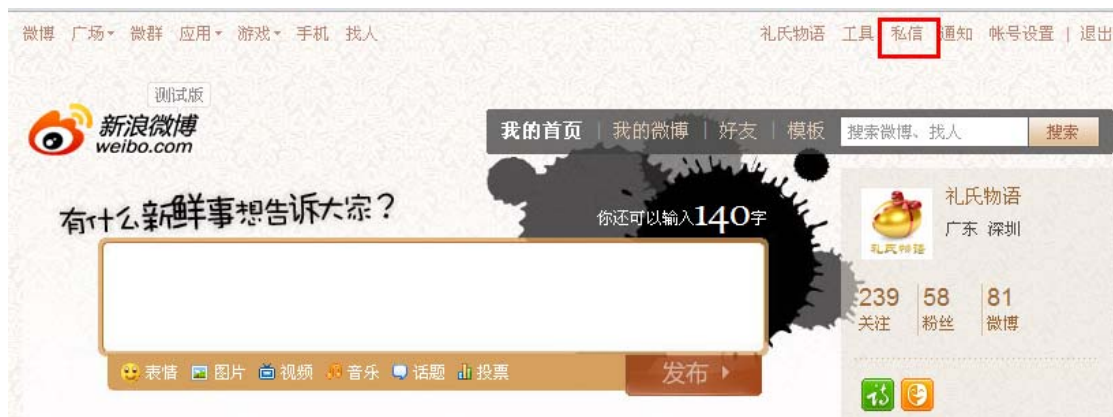 微博 广场 微群 应用 游戏 手机 找人 礼氏物语 工具 私信 通知 帐号设置 | 退出
测试版
新浪微博
weibo.com
我的首页 | 我的微博 | 好友 | 模板 搜索微博、找人 搜索
有什么新鲜事想告诉大家?
你还可以输入140字
礼氏物语
广东 深圳
礼氏物语
239 58 81
关注 粉丝 微博
表情 图片 视频 音乐 话题 投票 发布